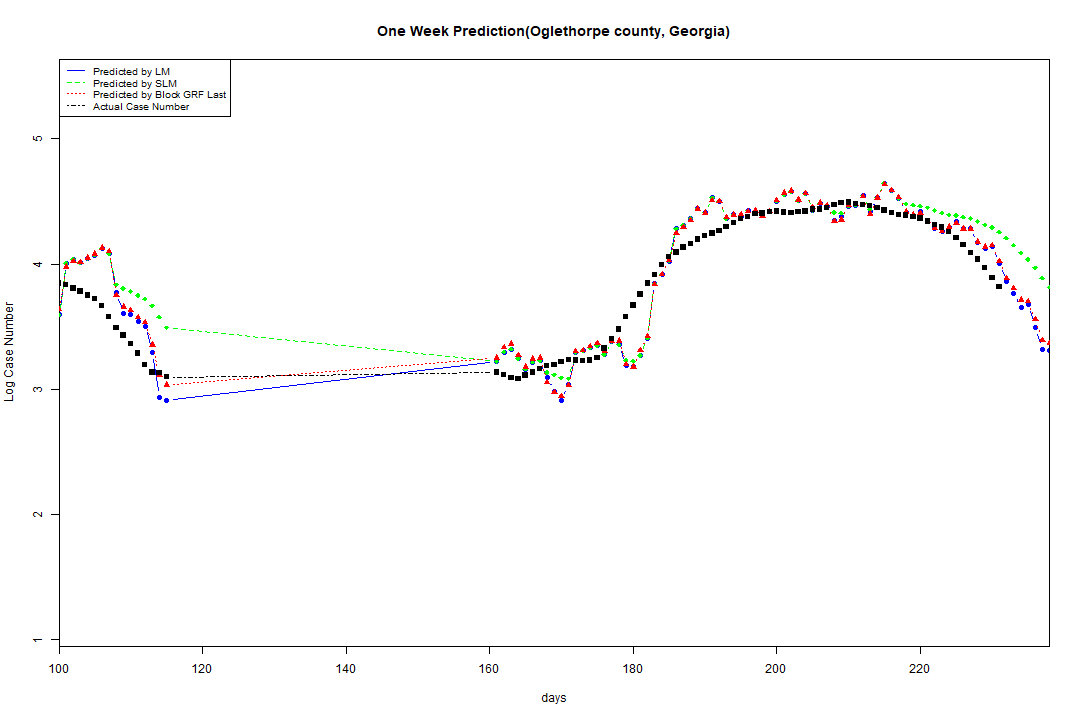 One Week Prediction(Oglethorpe county, Georgia)
Predicted by LM
Predicted by SLM
Predicted by Block GRF Last
Actual Case Number
5
4
3
2
1
Log Case Number
100 120 140 160 180 200 220
days